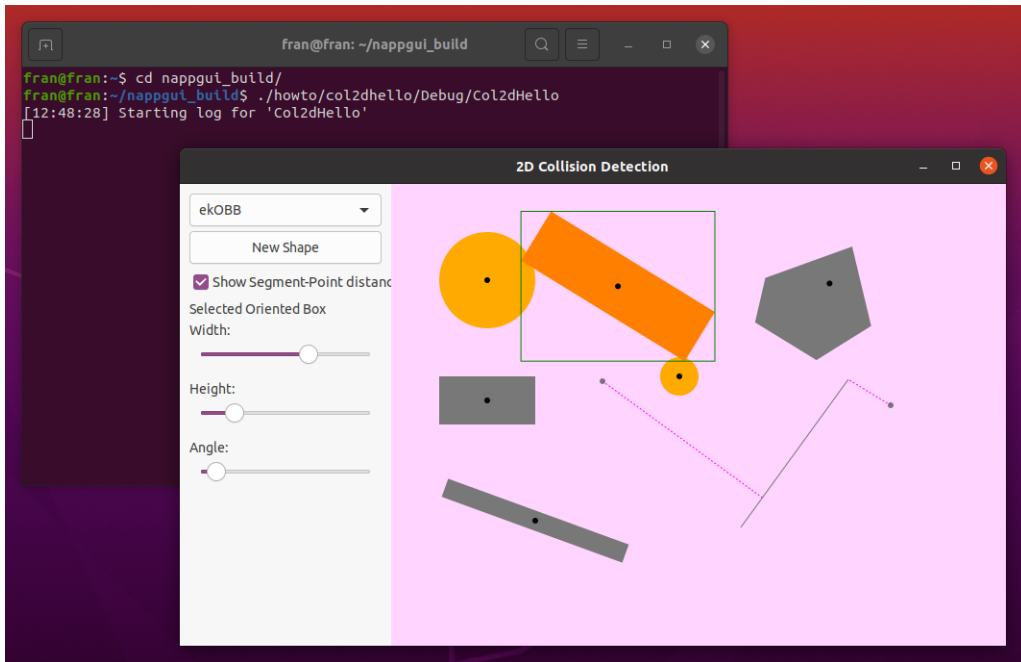 fran@fran: ~/nappgui_build
fran@fran:~$ cd nappgui_build/
fran@fran:~/nappgui_build$ ./howto/col2dhello/Debug/Col2dHello
[12:48:28] Starting log for 'Col2dHello'
2D Collision Detection
ekOBB
New Shape
Show Segment-Point distanc
Selected Oriented Box
Width:
Height:
Angle: